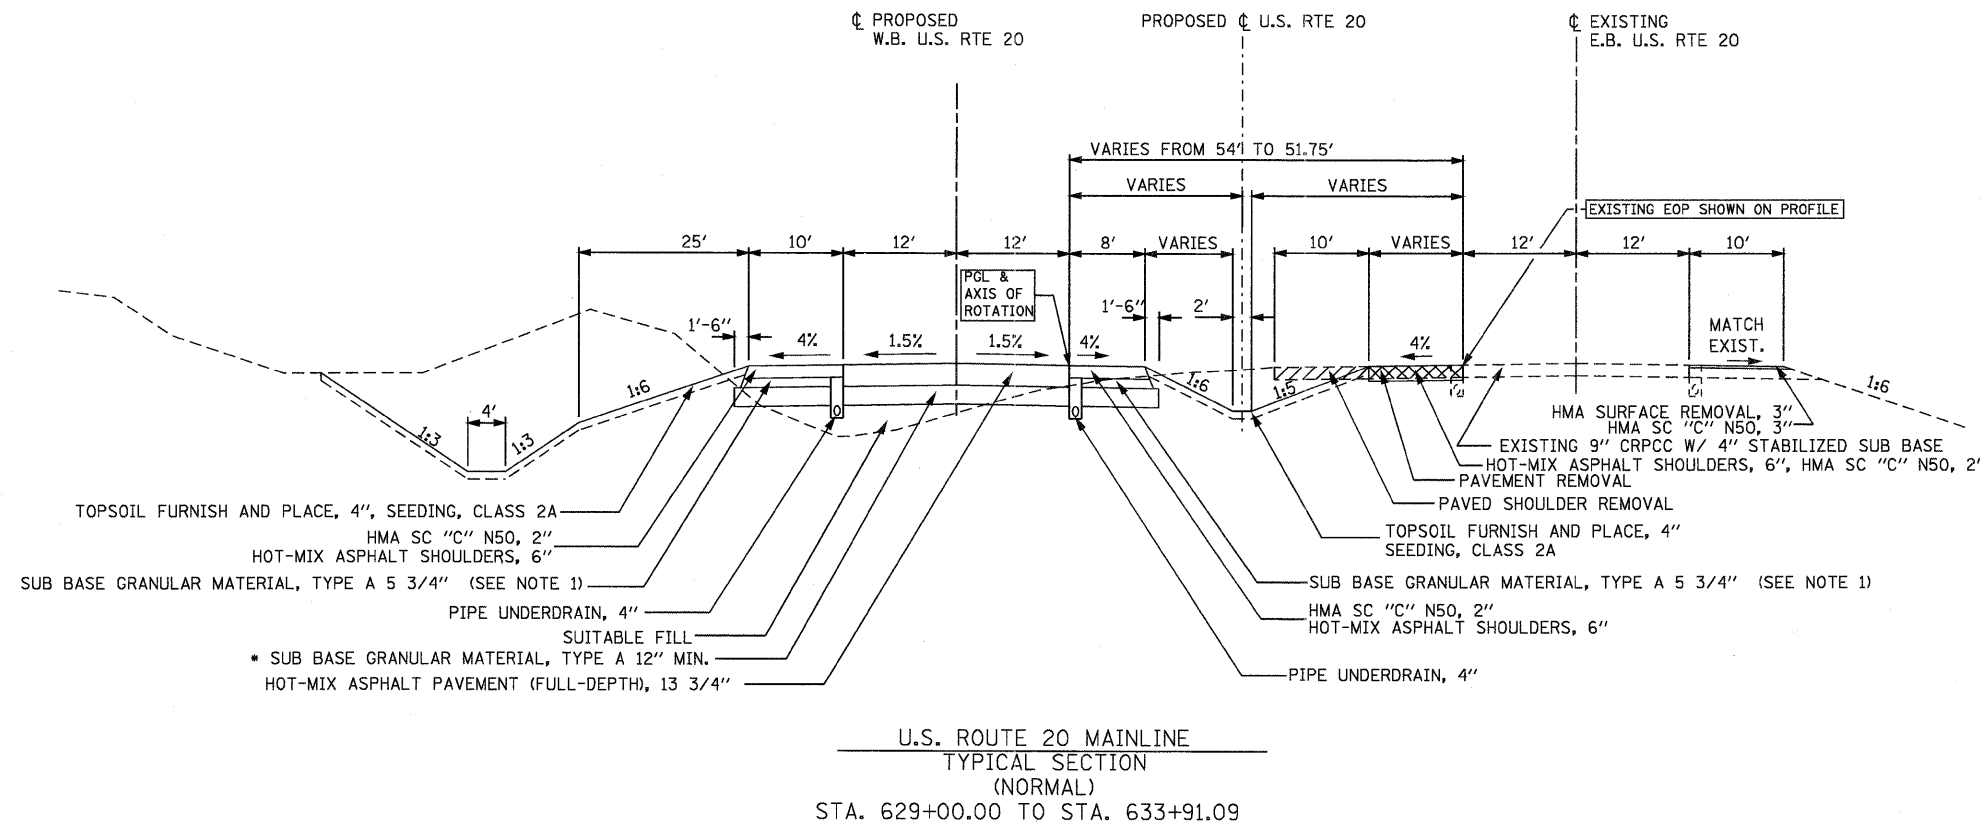 ℄ PROPOSED
W.B. U.S. RTE 20
PROPOSED ℄ U.S. RTE 20
℄ EXISTING
E.B. U.S. RTE 20
VARIES FROM 54' TO 51.75'
VARIES
VARIES
EXISTING EOP SHOWN ON PROFILE
25'
10'
12'
12'
8'
VARIES
10'
VARIES
12'
12'
10'
PGL &
AXIS OF
ROTATION
1'-6"
4%
1.5%
1.5%
4%
1'-6"
2'
4%
MATCH
EXIST.
1:3
4'
1:3
1:6
1:6
1:5
1:6
HMA SURFACE REMOVAL, 3"
HMA SC "C" N50, 3"
EXISTING 9" CRPCC W/ 4" STABILIZED SUB BASE
HOT-MIX ASPHALT SHOULDERS, 6", HMA SC "C" N50, 2"
PAVEMENT REMOVAL
PAVED SHOULDER REMOVAL
TOPSOIL FURNISH AND PLACE, 4"
SEEDING, CLASS 2A
SUB BASE GRANULAR MATERIAL, TYPE A 5 3/4" (SEE NOTE 1)
HMA SC "C" N50, 2"
HOT-MIX ASPHALT SHOULDERS, 6"
PIPE UNDERDRAIN, 4"
TOPSOIL FURNISH AND PLACE, 4", SEEDING, CLASS 2A
HMA SC "C" N50, 2"
HOT-MIX ASPHALT SHOULDERS, 6"
SUB BASE GRANULAR MATERIAL, TYPE A 5 3/4" (SEE NOTE 1)
PIPE UNDERDRAIN, 4"
SUITABLE FILL
* SUB BASE GRANULAR MATERIAL, TYPE A 12" MIN.
HOT-MIX ASPHALT PAVEMENT (FULL-DEPTH), 13 3/4"
U.S. ROUTE 20 MAINLINE
TYPICAL SECTION
(NORMAL)
STA. 629+00.00 TO STA. 633+91.09